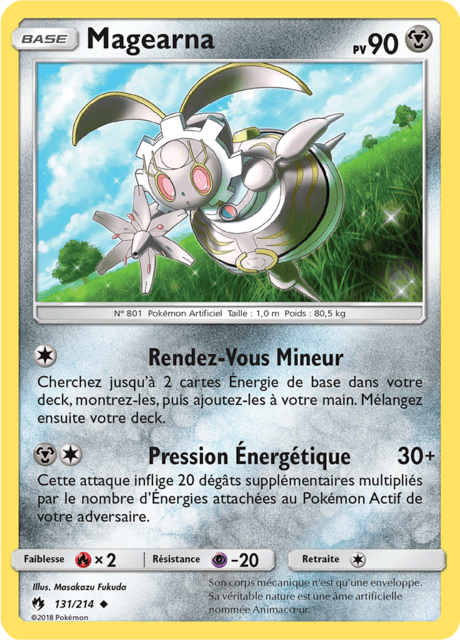 BASE Magearna PV 90
N° 801 Pokémon Artificiel Taille : 1,0 m Poids : 80,5 kg
Rendez-Vous Mineur
Cherchez jusqu'à 2 cartes Énergie de base dans votre
deck, montrez-les, puis ajoutez-les à votre main. Mélangez
ensuite votre deck.
Pression Énergétique 30+
Cette attaque inflige 20 dégâts supplémentaires multipliés
par le nombre d'Énergies attachées au Pokémon Actif de
votre adversaire.
Faiblesse ×2 Résistance -20 Retraite
Illus. Masakazu Fukuda
131/214
©2018 Pokémon
Son corps mécanique n'est qu'une enveloppe.
Sa véritable nature est une âme artificielle
nommée Animacœur.